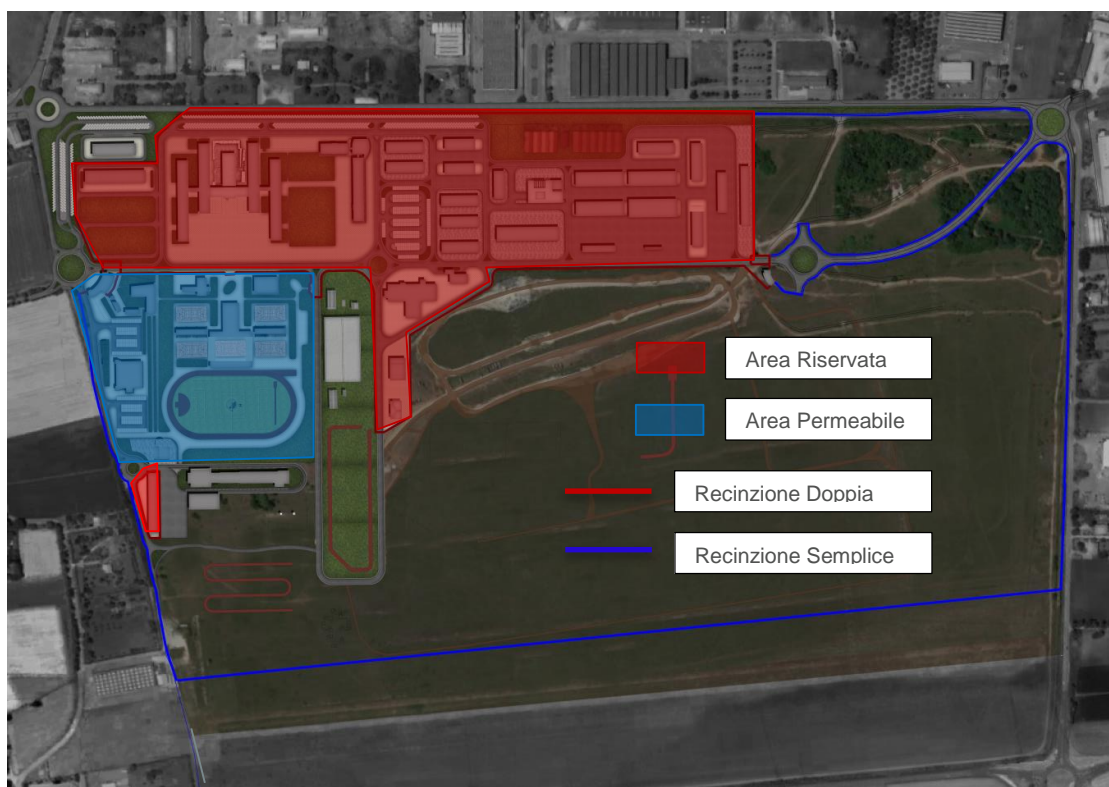 Area Riservata
Area Permeabile
Recinzione Doppia
Recinzione Semplice